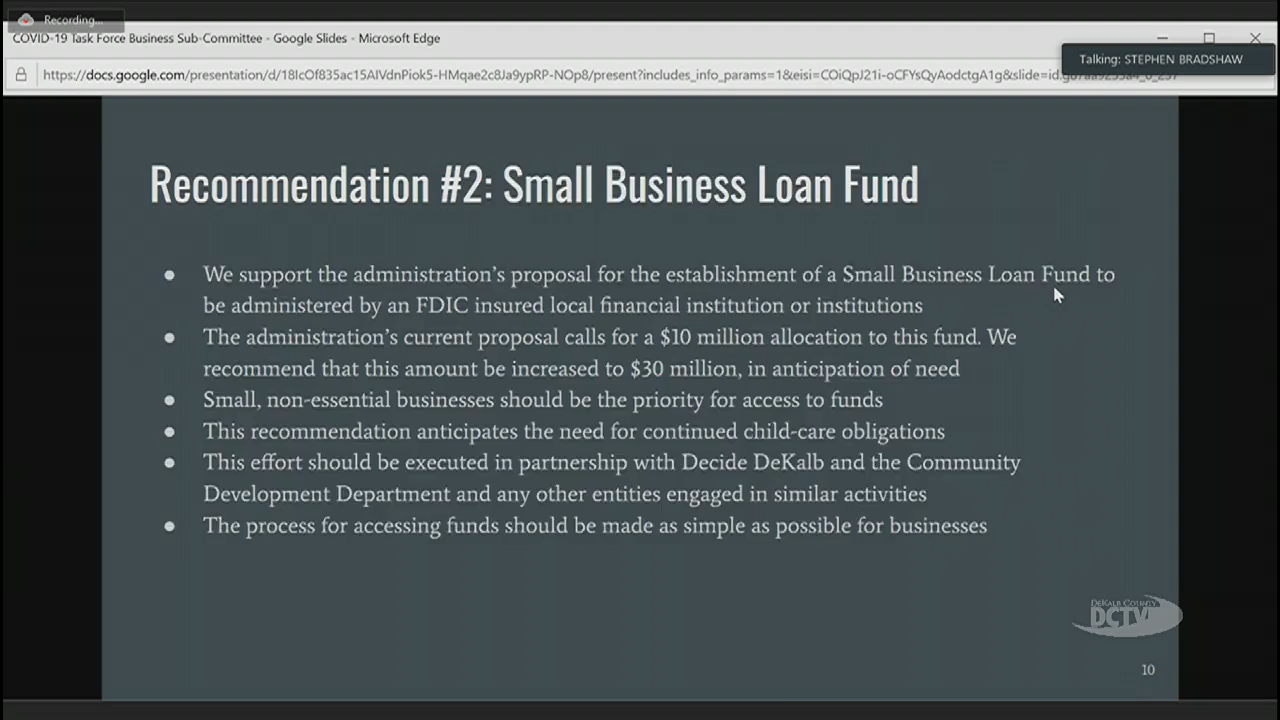 Recording...
COVID-19 Task Force Business Sub-Committee - Google Slides - Microsoft Edge
Talking: STEPHEN BRADSHAW
Recommendation #2: Small Business Loan Fund
● We support the administration's proposal for the establishment of a Small Business Loan Fund to
be administered by an FDIC insured local financial institution or institutions
● The administration's current proposal calls for a $10 million allocation to this fund. We
recommend that this amount be increased to $30 million, in anticipation of need
● Small, non-essential businesses should be the priority for access to funds
● This recommendation anticipates the need for continued child-care obligations
● This effort should be executed in partnership with Decide DeKalb and the Community
Development Department and any other entities engaged in similar activities
● The process for accessing funds should be made as simple as possible for businesses
DeKalb County
DCTV
10